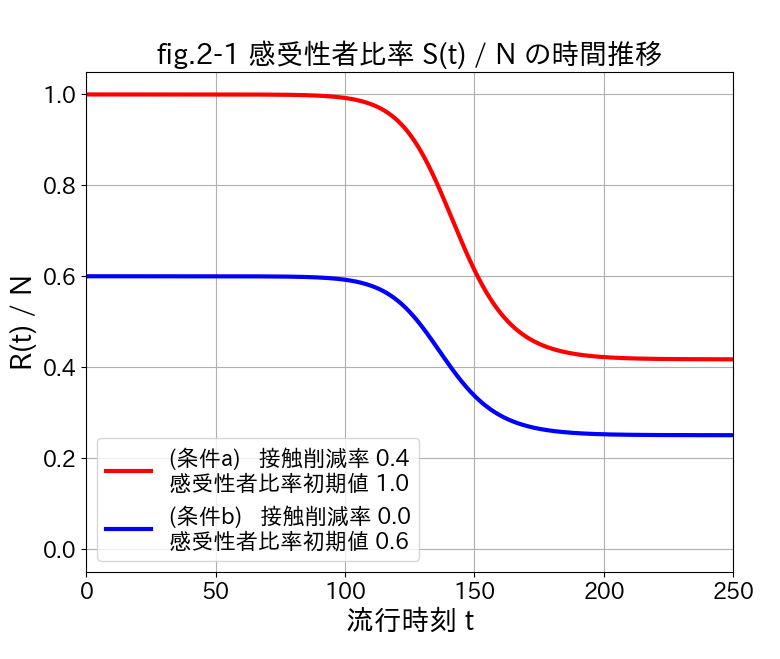 fig.2-1 感受性者比率 S(t) / N の時間推移
R(t) / N
1.0
0.8
0.6
0.4
0.2
0.0
(条件a) 接触削減率 0.4
感受性者比率初期値 1.0
(条件b) 接触削減率 0.0
感受性者比率初期値 0.6
0 50 100 150 200 250
流行時刻 t